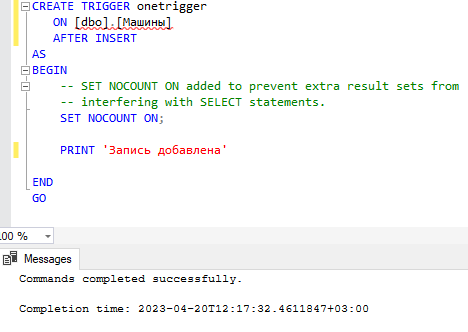 CREATE TRIGGER onetrigger
ON [dbo].[Машины]
AFTER INSERT
AS
BEGIN
-- SET NOCOUNT ON added to prevent extra result sets from
-- interfering with SELECT statements.
SET NOCOUNT ON;
PRINT 'Запись добавлена'
END
GO
.00 %
Messages
Commands completed successfully.
Completion time: 2023-04-20T12:17:32.4611847+03:00